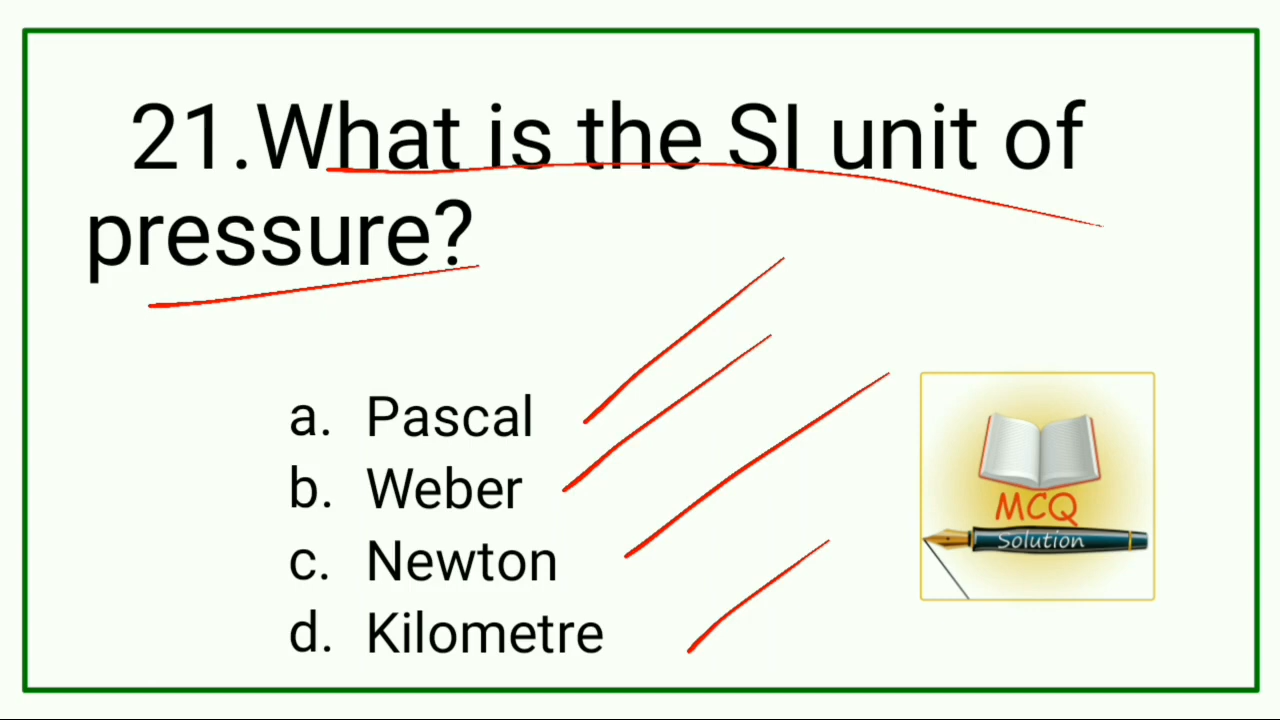 21.What is the SI unit of
pressure?
a. Pascal
b. Weber
c. Newton
d. Kilometre
MCQ
Solution